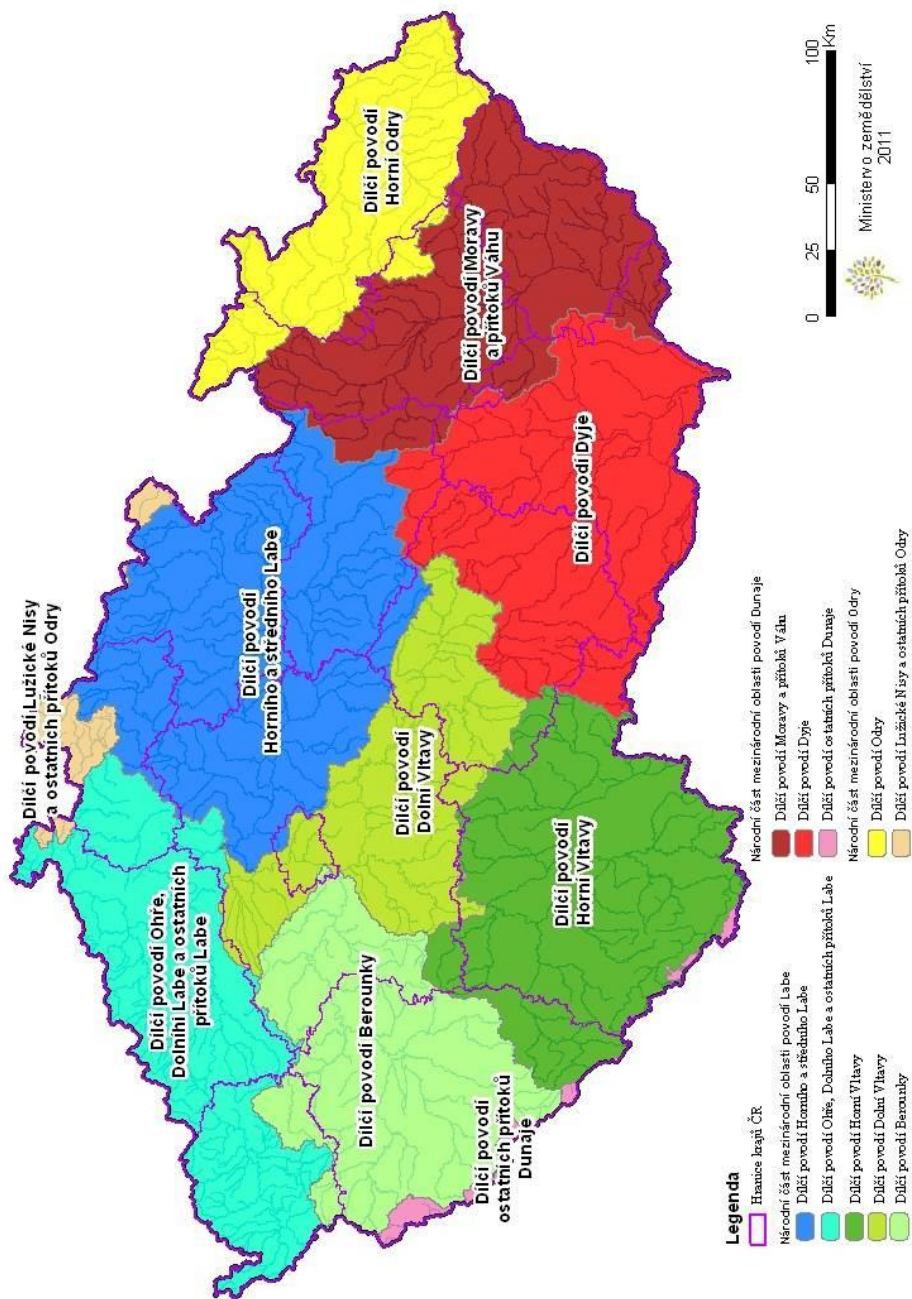 Dílčí povodí Lužické Nisy
a ostatních přítoků Odry
Dílčí povodí Ohře,
Dolního Labe a ostatních
přítoků Labe
Dílčí povodí
Horního a středního Labe
Dílčí povodí
Horní Odry
Dílčí povodí Berounky
Dílčí povodí
Dolní Vltavy
Dílčí povodí Moravy
a přítoků Váhu
Dílčí povodí
ostatních přítoků
Dunaje
Dílčí povodí
Horní Vltavy
Dílčí povodí Dyje
Legenda
Hranice krajů ČR
Národní část mezinárodní oblasti povodí Labe
Dílčí povodí Horního a středního Labe
Dílčí povodí Ohře, Dolního Labe a ostatních přítoků Labe
Dílčí povodí Horní Vltavy
Dílčí povodí Dolní Vltavy
Dílčí povodí Berounky
Národní část mezinárodní oblasti povodí Dunaje
Dílčí povodí Moravy a přítoků Váhu
Dílčí povodí Dyje
Dílčí povodí ostatních přítoků Dunaje
Národní část mezinárodní oblasti povodí Odry
Dílčí povodí Odry
Dílčí povodí Lužické Nisy a ostatních přítoků Odry
0 25 50 100
Km
Ministerstvo zemědělství
2011